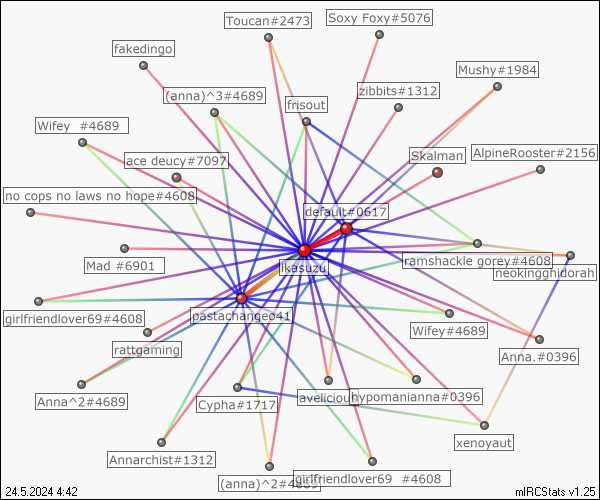 Toucan#2473
Soxy Foxy#5076
fakedingo
Mushy#1984
zibbits#1312
(anna)^3#4689
frisout
Wifey  #4689
Skalman
AlpineRooster#2156
ace deucy#7097
no cops no laws no hope#4608
default#0617
Mad #6901
ikasuzu
ramshackle gorey#4608
neokingghidorah
girlfriendlover69#4608
pastachange041
Wifey#4689
rattgaming
Anna.#0396
Anna^2#4689
Cypha#1717
avelicious
hypomanianna#0396
xenoyaut
Annarchist#1312
(anna)^2#4689
girlfriendlover69  #4608
24.5.2024 4:42
mIRCStats v1.25